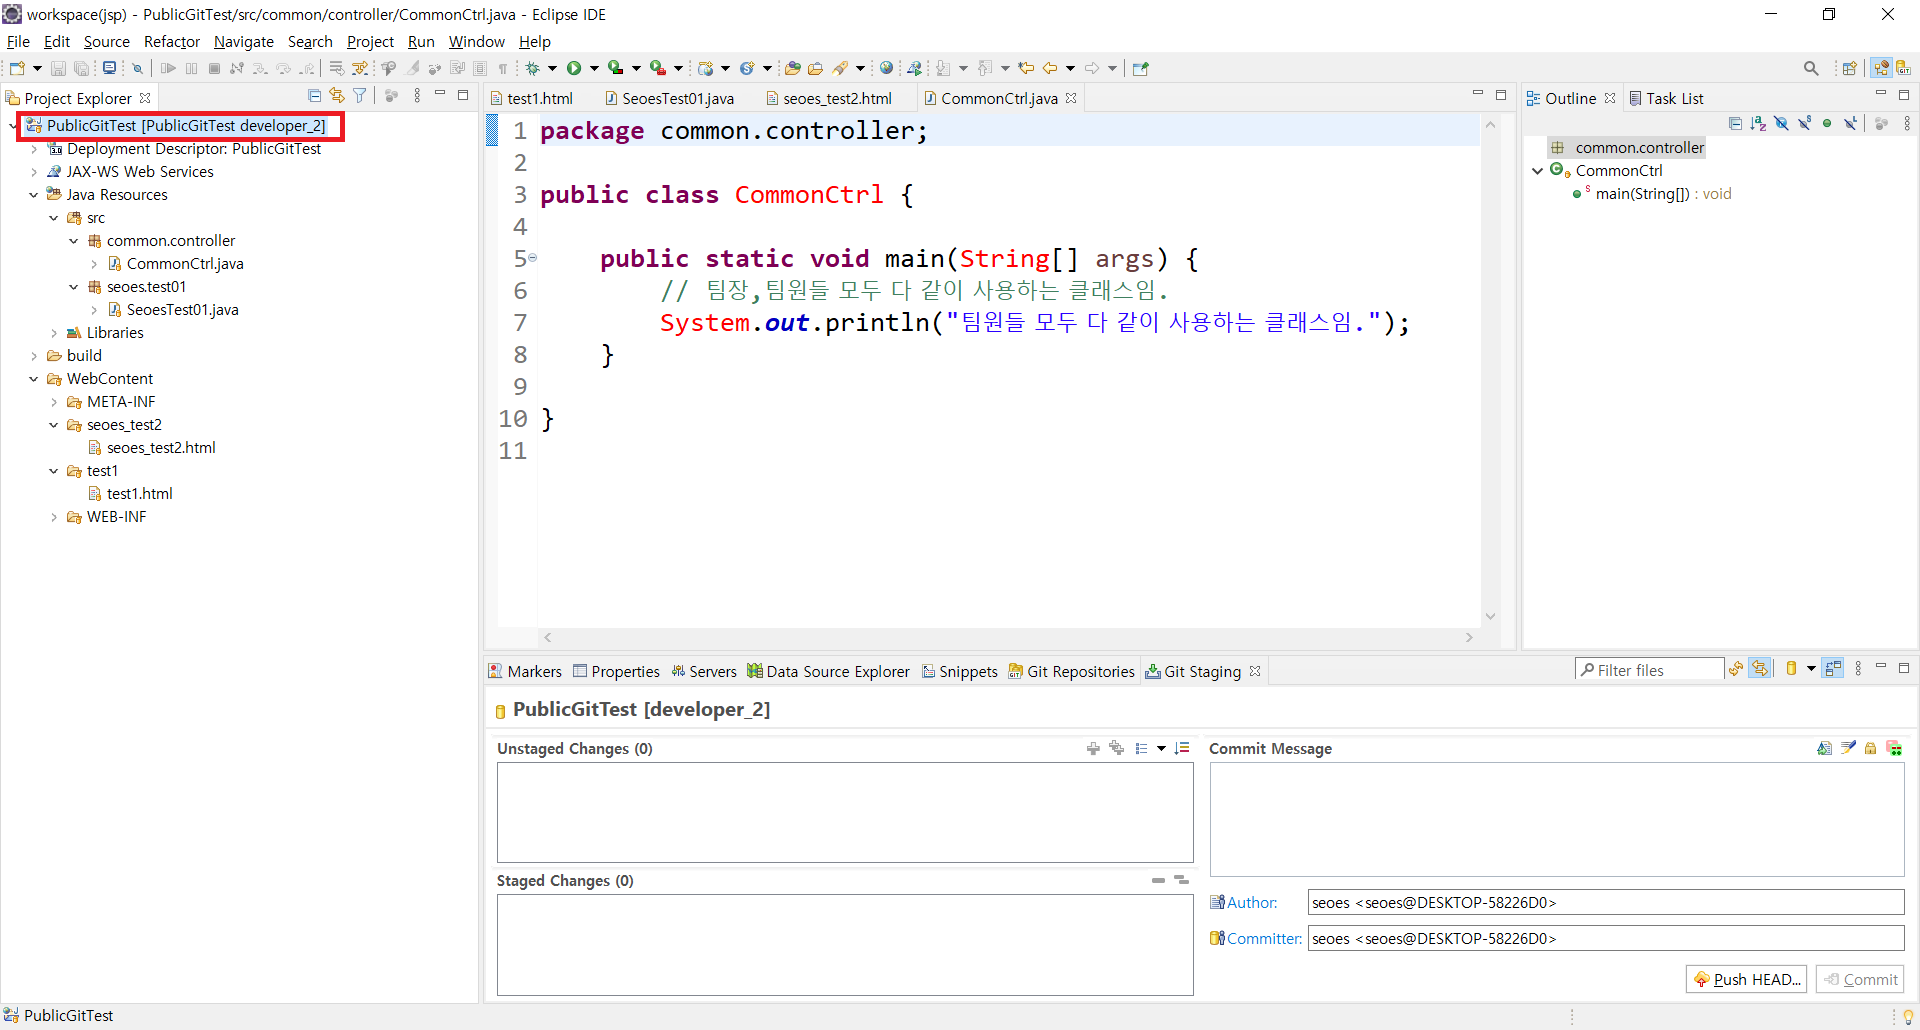 workspace(jsp) - PublicGitTest/src/common/controller/CommonCtrl.java - Eclipse IDE
File Edit Source Refactor Navigate Search Project Run Window Help
Project Explorer
PublicGitTest [PublicGitTest developer_2]
Deployment Descriptor: PublicGitTest
JAX-WS Web Services
Java Resources
src
common.controller
CommonCtrl.java
seoes.test01
SeoesTest01.java
Libraries
build
WebContent
META-INF
seoes_test2
seoes_test2.html
test1
test1.html
WEB-INF
test1.html SeoesTest01.java seoes_test2.html CommonCtrl.java
1 package common.controller;
2
3 public class CommonCtrl {
4
5 public static void main(String[] args) {
6 // 팀장,팀원들 모두 다 같이 사용하는 클래스임.
7 System.out.println("팀원들 모두 다 같이 사용하는 클래스임.");
8 }
9
10 }
11
Outline Task List
common.controller
CommonCtrl
main(String[]) : void
Markers Properties Servers Data Source Explorer Snippets Git Repositories Git Staging
Filter files
PublicGitTest [developer_2]
Unstaged Changes (0)
Staged Changes (0)
Commit Message
Author: seoes <seoes@DESKTOP-58226D0>
Committer: seoes <seoes@DESKTOP-58226D0>
Push HEAD... Commit
PublicGitTest